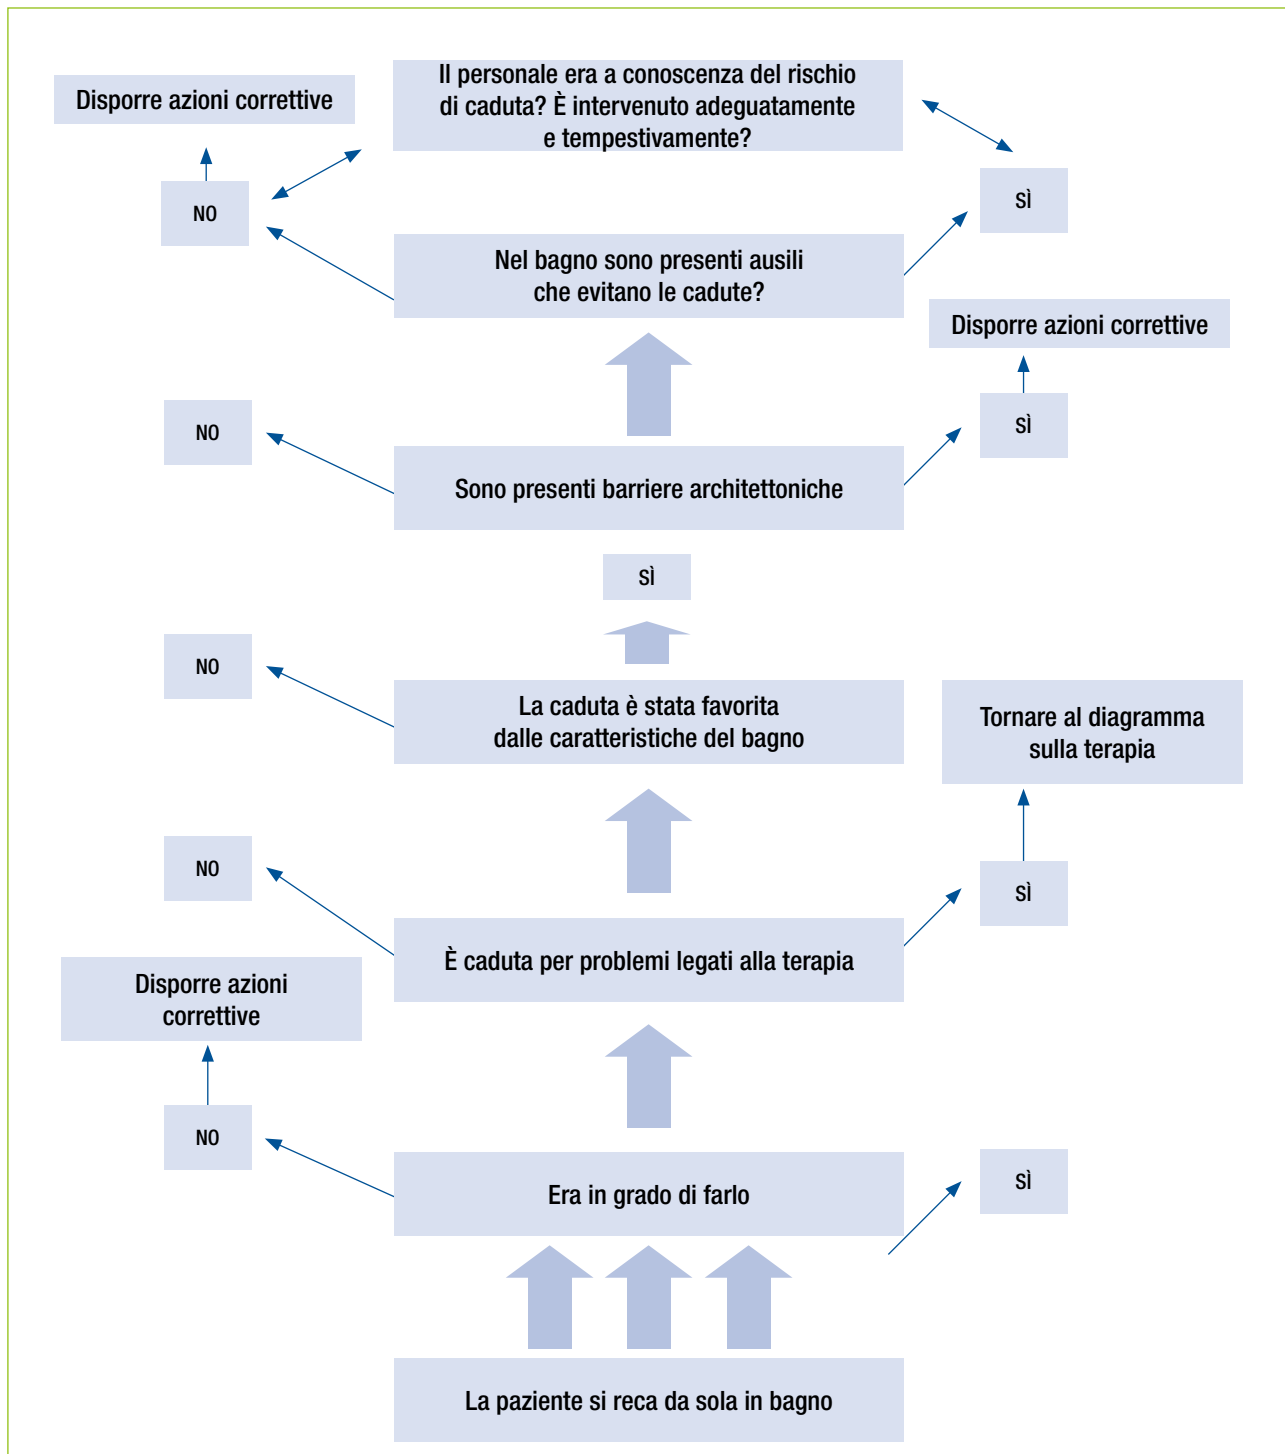 Il personale era a conoscenza del rischio
di caduta? È intervenuto adeguatamente
e tempestivamente?
Disporre azioni correttive
NO
SÌ
Nel bagno sono presenti ausili
che evitano le cadute?
Disporre azioni correttive
NO
SÌ
Sono presenti barriere architettoniche
SÌ
NO
La caduta è stata favorita
dalle caratteristiche del bagno
Tornare al diagramma
sulla terapia
NO
SÌ
È caduta per problemi legati alla terapia
Disporre azioni
correttive
NO
SÌ
Era in grado di farlo
La paziente si reca da sola in bagno